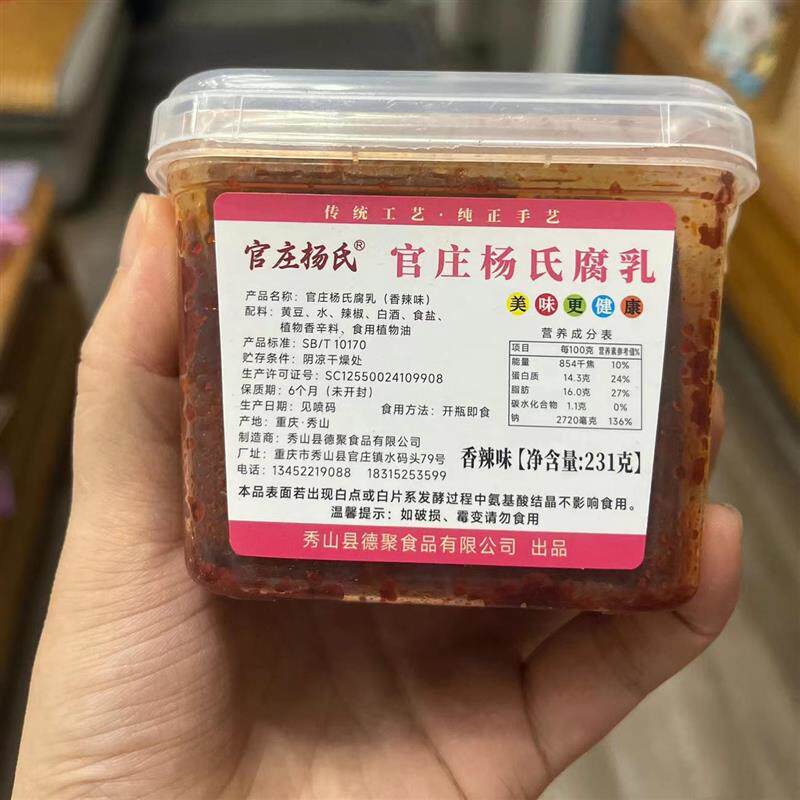 传统工艺·纯正手艺
官庄杨氏® 官庄杨氏腐乳
美味更健康
产品名称：官庄杨氏腐乳（香辣味）
配料：黄豆、水、辣椒、白酒、食盐、
植物香辛料、食用植物油
产品标准：SB/T 10170
贮存条件：阴凉干燥处
生产许可证号：SC12550024109908
保质期：6个月（未开封）
生产日期：见喷码 食用方法：开瓶即食
产地：重庆·秀山
制造商：秀山县德聚食品有限公司
厂址：重庆市秀山县官庄镇水码头79号
电话：13452219088 18315253599
营养成分表
项目 每100克 营养素参考值%
能量 854千焦 10%
蛋白质 14.3克 24%
脂肪 16.0克 27%
碳水化合物 1.1克 0%
钠 2720毫克 136%
香辣味【净含量:231克】
本品表面若出现白点或白片系发酵过程中氨基酸结晶不影响食用。
温馨提示：如破损、霉变请勿食用
秀山县德聚食品有限公司 出品